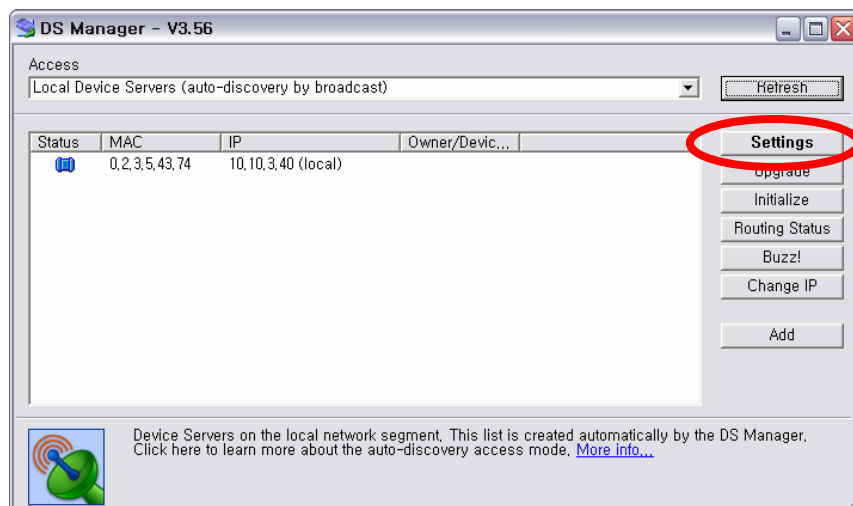 DS Manager - V3.56
Access
Local Device Servers (auto-discovery by broadcast)
Refresh
Status MAC IP Owner/Devic...
0,2,3,5,43,74 10,10,3,40 (local)
Settings
Upgrade
Initialize
Routing Status
Buzz!
Change IP
Add
Device Servers on the local network segment, This list is created automatically by the DS Manager,
Click here to learn more about the auto-discovery access mode, More info,,,